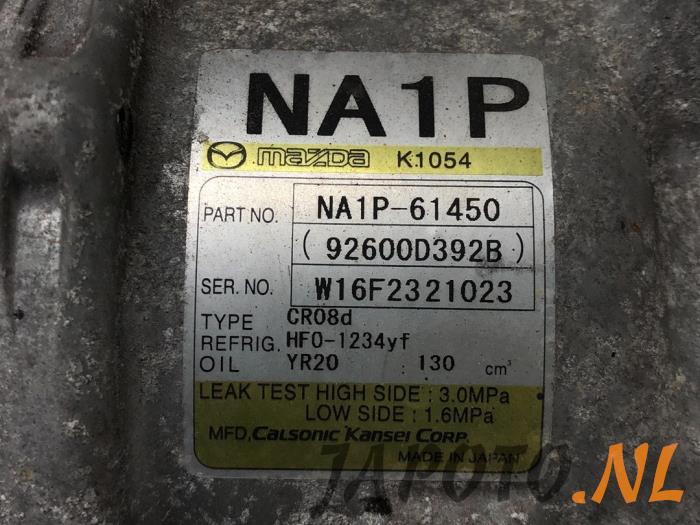 NA1P
mazda K1054
PART NO. NA1P-61450
(92600D392B)
SER. NO. W16F2321023
TYPE CR08d
REFRIG. HFO-1234yf
OIL YR20 : 130 cm³
LEAK TEST HIGH SIDE : 3.0MPa
LOW SIDE : 1.6MPa
MFD. Calsonic Kansei Corp.
MADE IN JAPAN
JAPOTO.NL